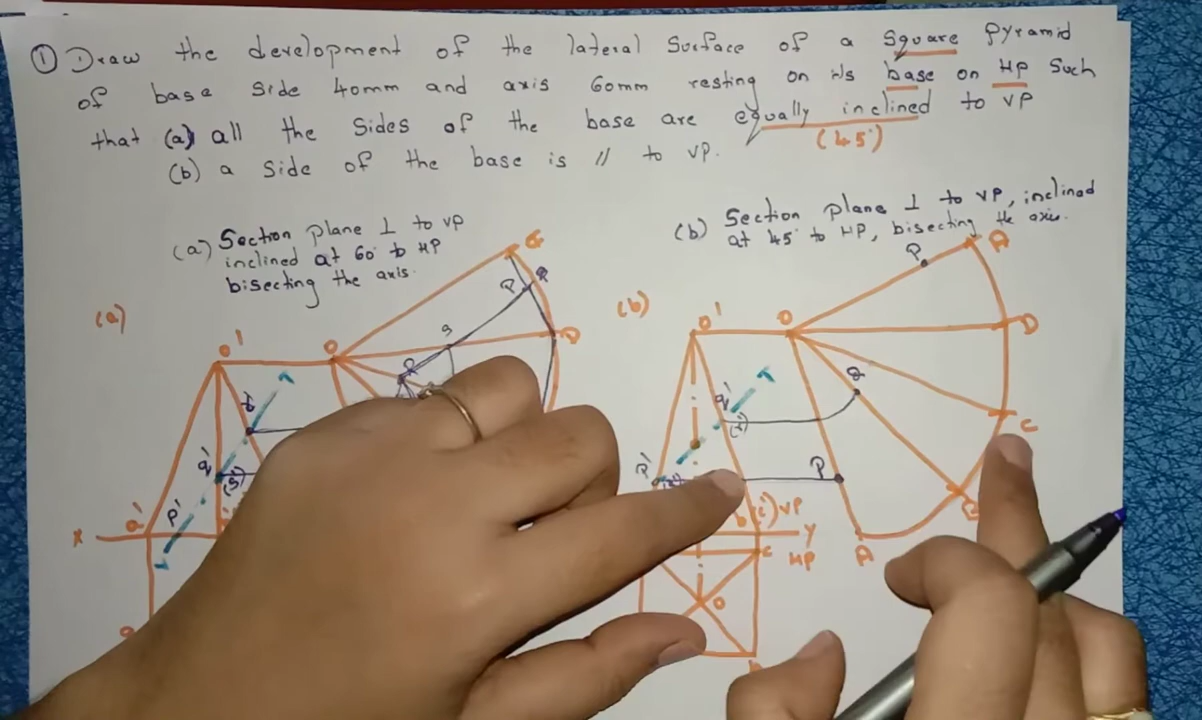 ① Draw the development of the lateral Surface of a square Pyramid
of base side 40mm and axis 60mm resting on its base on HP Such
that (a) all the Sides of the base are equally inclined to VP
(45°)
(b) a side of the base is // to VP.
(a) Section plane ⊥ to VP
inclined at 60° to HP
bisecting the axis.
(b) Section plane ⊥ to VP, inclined
at 45° to HP, bisecting the axis.
(a)
O'
O
D
P
S
q'
(s')
p'
a'
X
(b)
O'
O
P
A
D
C
Q
q'
(r')
P'
P
A
b
(c') VP
Y
HP
C
O